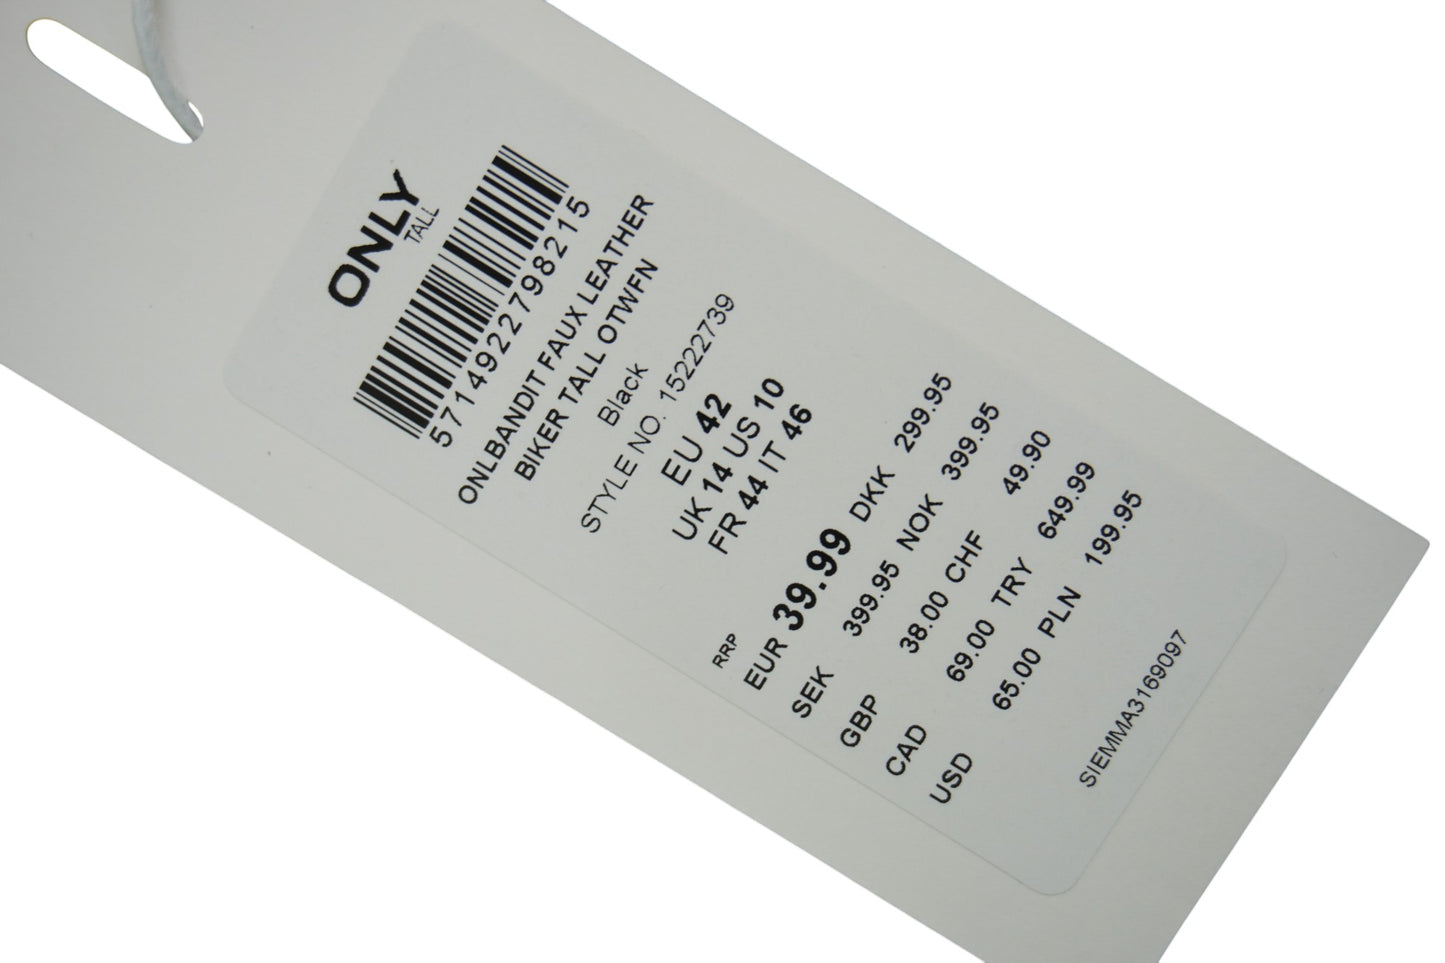 ONLY
TALL
5714922798215
ONLBANDIT FAUX LEATHER
BIKER TALL OTWFN
Black
STYLE NO. 15222739
EU 42
UK 14 US 10
FR 44 IT 46
RRP
EUR 39.99 DKK 299.95
SEK 399.95 NOK 399.95
GBP 38.00 CHF 49.90
CAD 69.00 TRY 649.99
USD 65.00 PLN 199.95
SIEMMA3169097